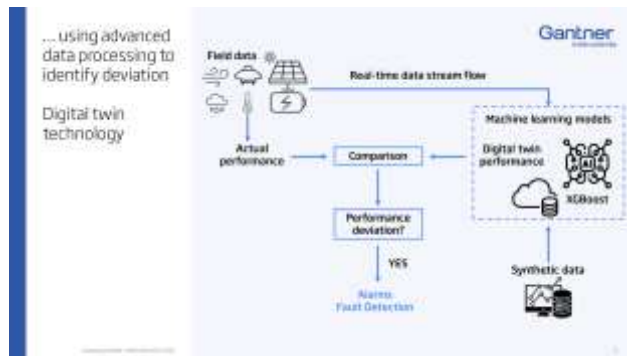 ... using advanced
data processing to
identify deviation
Digital twin
technology
Gantner
Field data
Real-time data stream flow
Machine learning models
Actual
performance
Comparison
Digital twin
performance
AI
XGBoost
Performance
deviation?
YES
Synthetic data
Alarms
Fault Detection